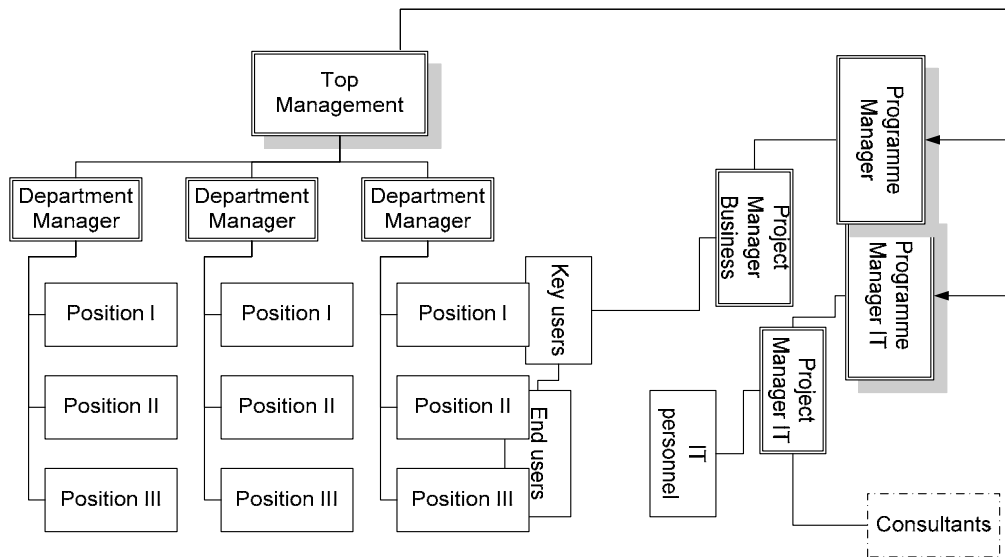 Top
Management
Department
Manager
Department
Manager
Department
Manager
Position I
Position I
Position I
Position II
Position II
Position II
Position III
Position III
Position III
Key users
End users
Project
Manager
Business
Programme
Manager
Programme
Manager IT
Project
Manager IT
IT
personnel
Consultants